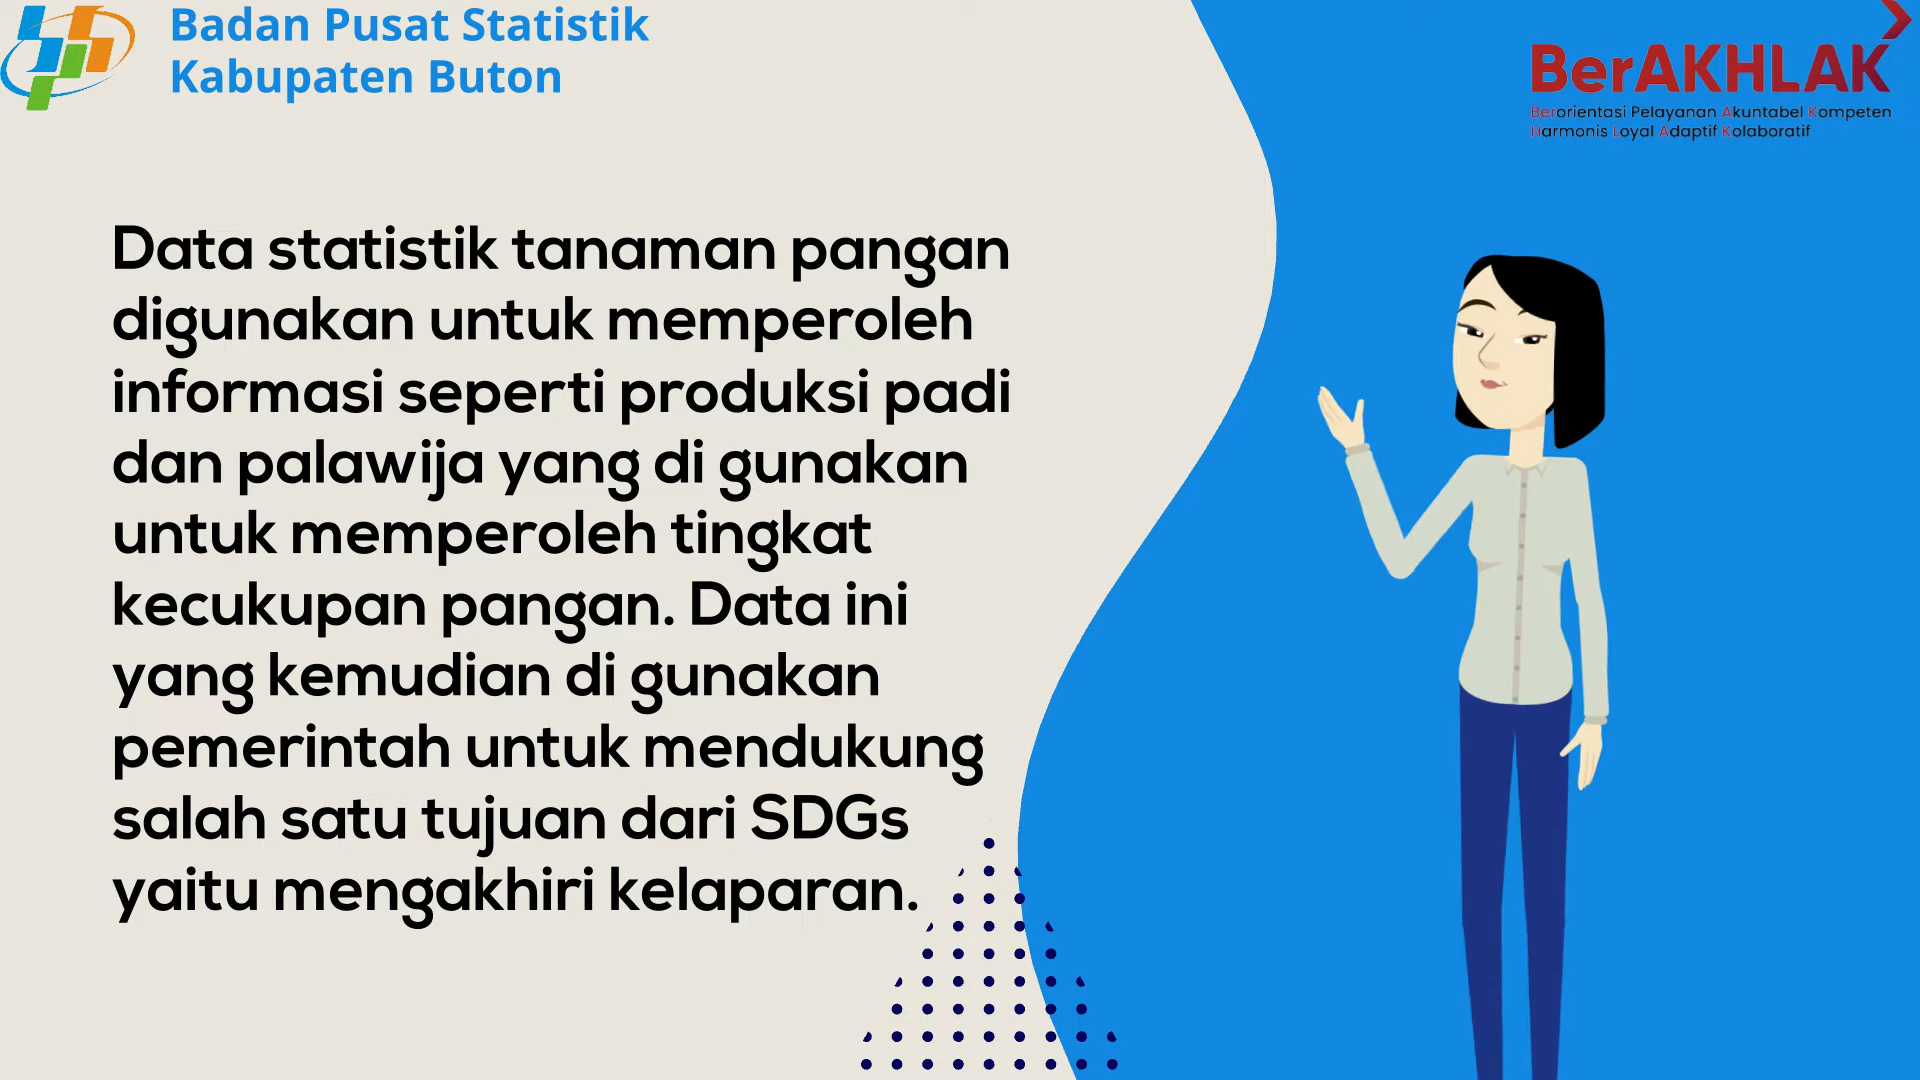 Badan Pusat Statistik
Kabupaten Buton
BerAKHLAK
Berorientasi Pelayanan Akuntabel Kompeten
Harmonis Loyal Adaptif Kolaboratif
Data statistik tanaman pangan
digunakan untuk memperoleh
informasi seperti produksi padi
dan palawija yang di gunakan
untuk memperoleh tingkat
kecukupan pangan. Data ini
yang kemudian di gunakan
pemerintah untuk mendukung
salah satu tujuan dari SDGs
yaitu mengakhiri kelaparan.